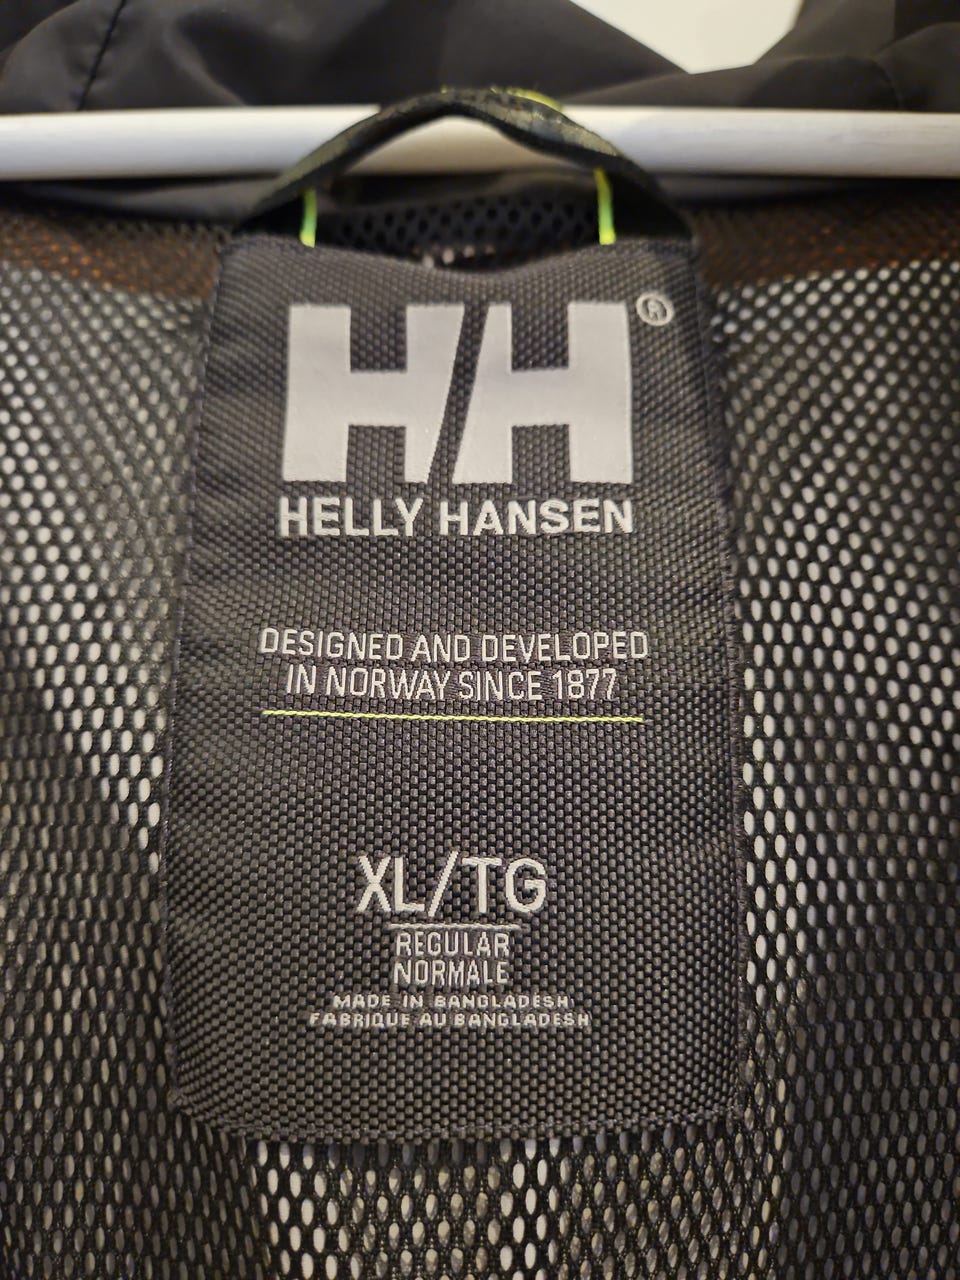 HH®
HELLY HANSEN
DESIGNED AND DEVELOPED
IN NORWAY SINCE 1877
XL/TG
REGULAR
NORMALE
MADE IN BANGLADESH
FABRIQUE AU BANGLADESH